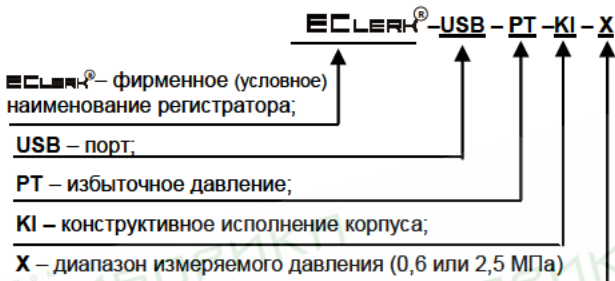 ECLERK®–USB – PT –KI – X
ECLERK®– фирменное (условное)
наименование регистратора;
USB – порт;
PT – избыточное давление;
KI – конструктивное исполнение корпуса;
X – диапазон измеряемого давления (0,6 или 2,5 МПа)